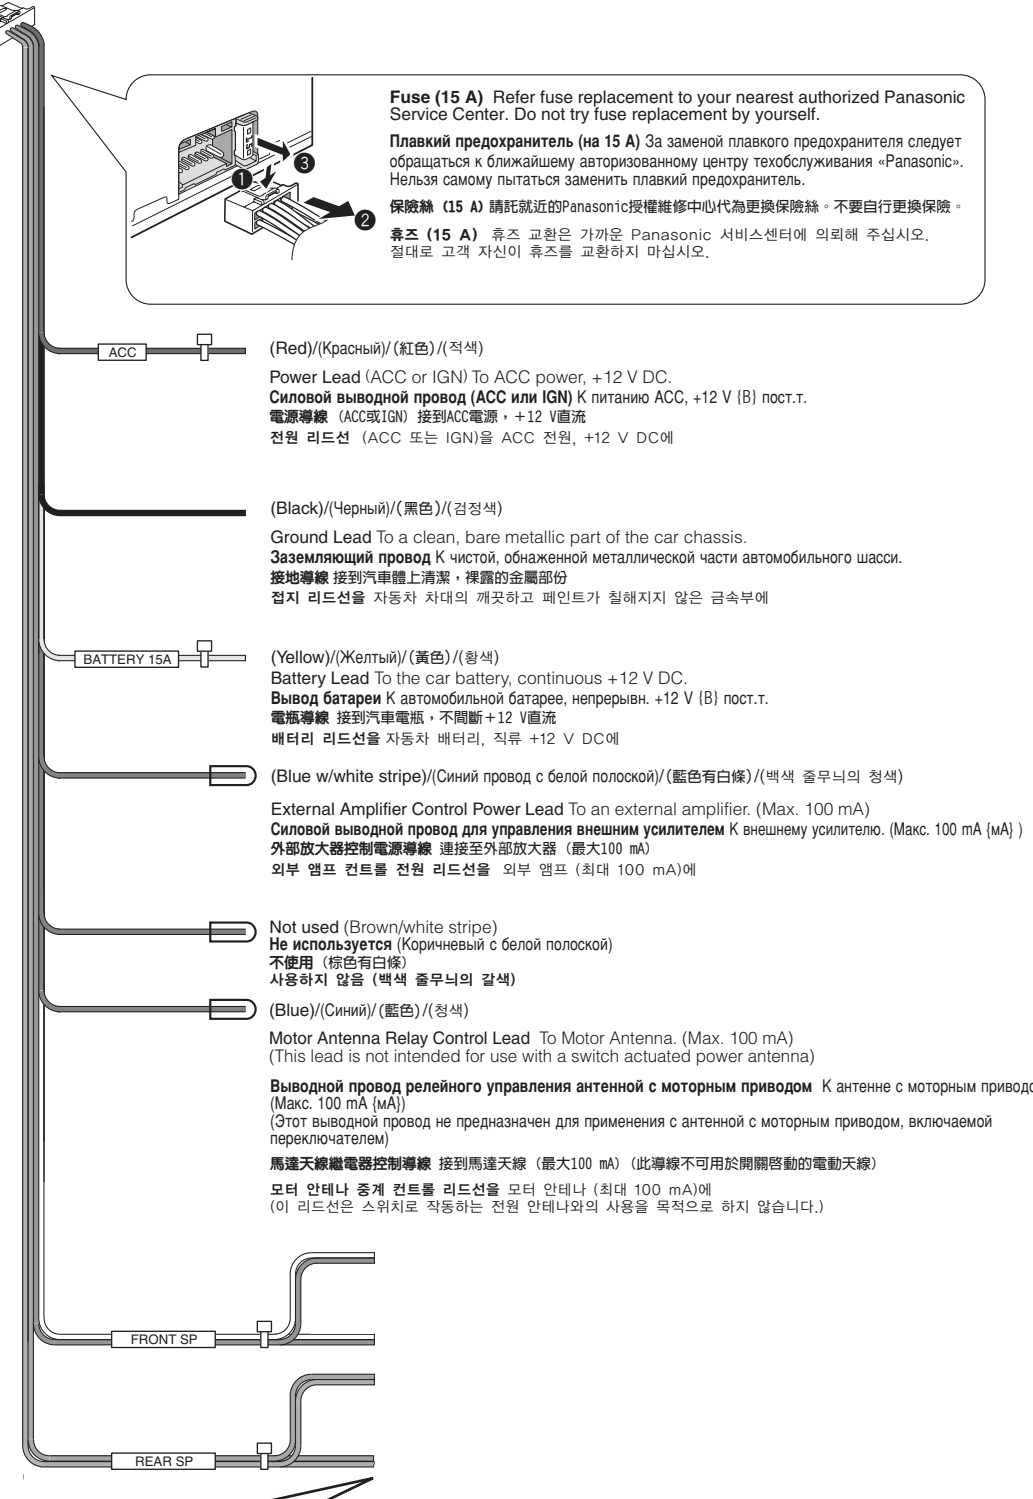 Fuse (15 A) Refer fuse replacement to your nearest authorized Panasonic
Service Center. Do not try fuse replacement by yourself.
Плавкий предохранитель (на 15 А) За заменой плавкого предохранителя следует
обращаться к ближайшему авторизованному центру техобслуживания «Panasonic».
Нельзя самому пытаться заменить плавкий предохранитель.
保險絲 (15 A) 請託就近的Panasonic授權維修中心代為更換保險絲。不要自行更換保險。
휴즈 (15 A) 휴즈 교환은 가까운 Panasonic 서비스센터에 의뢰해 주십시오.
절대로 고객 자신이 휴즈를 교환하지 마십시오.
15
❶
❷
❸
ACC
(Red)/(Красный)/(紅色)/(적색)
Power Lead (ACC or IGN) To ACC power, +12 V DC.
Силовой выводной провод (ACC или IGN) К питанию ACC, +12 V {В} пост.т.
電源導線 (ACC或IGN) 接到ACC電源，＋12 V直流
전원 리드선 (ACC 또는 IGN)을 ACC 전원, +12 V DC에
(Black)/(Черный)/(黑色)/(검정색)
Ground Lead To a clean, bare metallic part of the car chassis.
Заземляющий провод К чистой, обнаженной металлической части автомобильного шасси.
接地導線 接到汽車體上清潔，裸露的金屬部份
접지 리드선을 자동차 차대의 깨끗하고 페인트가 칠해지지 않은 금속부에
BATTERY 15A
(Yellow)/(Желтый)/(黃色)/(황색)
Battery Lead To the car battery, continuous +12 V DC.
Вывод батареи К автомобильной батарее, непрерывн. +12 V {В} пост.т.
電瓶導線 接到汽車電瓶，不間斷＋12 V直流
배터리 리드선을 자동차 배터리, 직류 +12 V DC에
(Blue w/white stripe)/(Синий провод с белой полоской)/(藍色有白條)/(백색 줄무늬의 청색)
External Amplifier Control Power Lead To an external amplifier. (Max. 100 mA)
Силовой выводной провод для управления внешним усилителем К внешнему усилителю. (Макс. 100 mA {мА} )
外部放大器控制電源導線 連接至外部放大器 (最大100 mA)
외부 앰프 컨트롤 전원 리드선을 외부 앰프 (최대 100 mA)에
Not used (Brown/white stripe)
Не используется (Коричневый с белой полоской)
不使用 (棕色有白條)
사용하지 않음 (백색 줄무늬의 갈색)
(Blue)/(Синий)/(藍色)/(청색)
Motor Antenna Relay Control Lead To Motor Antenna. (Max. 100 mA)
(This lead is not intended for use with a switch actuated power antenna)
Выводной провод релейного управления антенной с моторным приводом К антенне с моторным приводо
(Макс. 100 mA {мА})
(Этот выводной провод не предназначен для применения с антенной с моторным приводом, включаемой
переключателем)
馬達天線繼電器控制導線 接到馬達天線 (最大100 mA) (此導線不可用於開關啓動的電動天線)
모터 안테나 중계 컨트롤 리드선을 모터 안테나 (최대 100 mA)에
(이 리드선은 스위치로 작동하는 전원 안테나와의 사용을 목적으로 하지 않습니다.)
FRONT SP
REAR SP